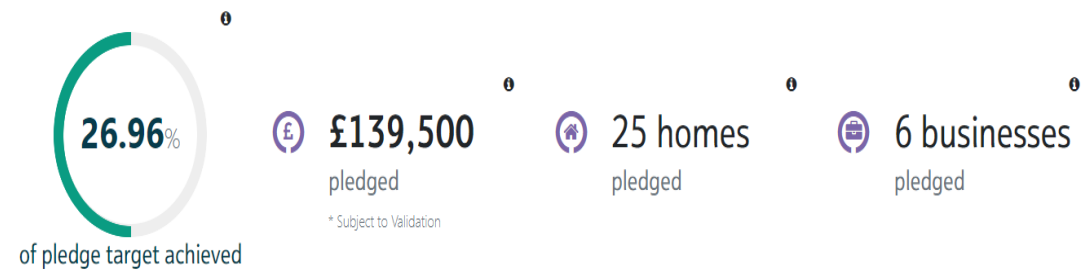 26.96%
of pledge target achieved
£139,500
pledged
* Subject to Validation
25 homes
pledged
6 businesses
pledged